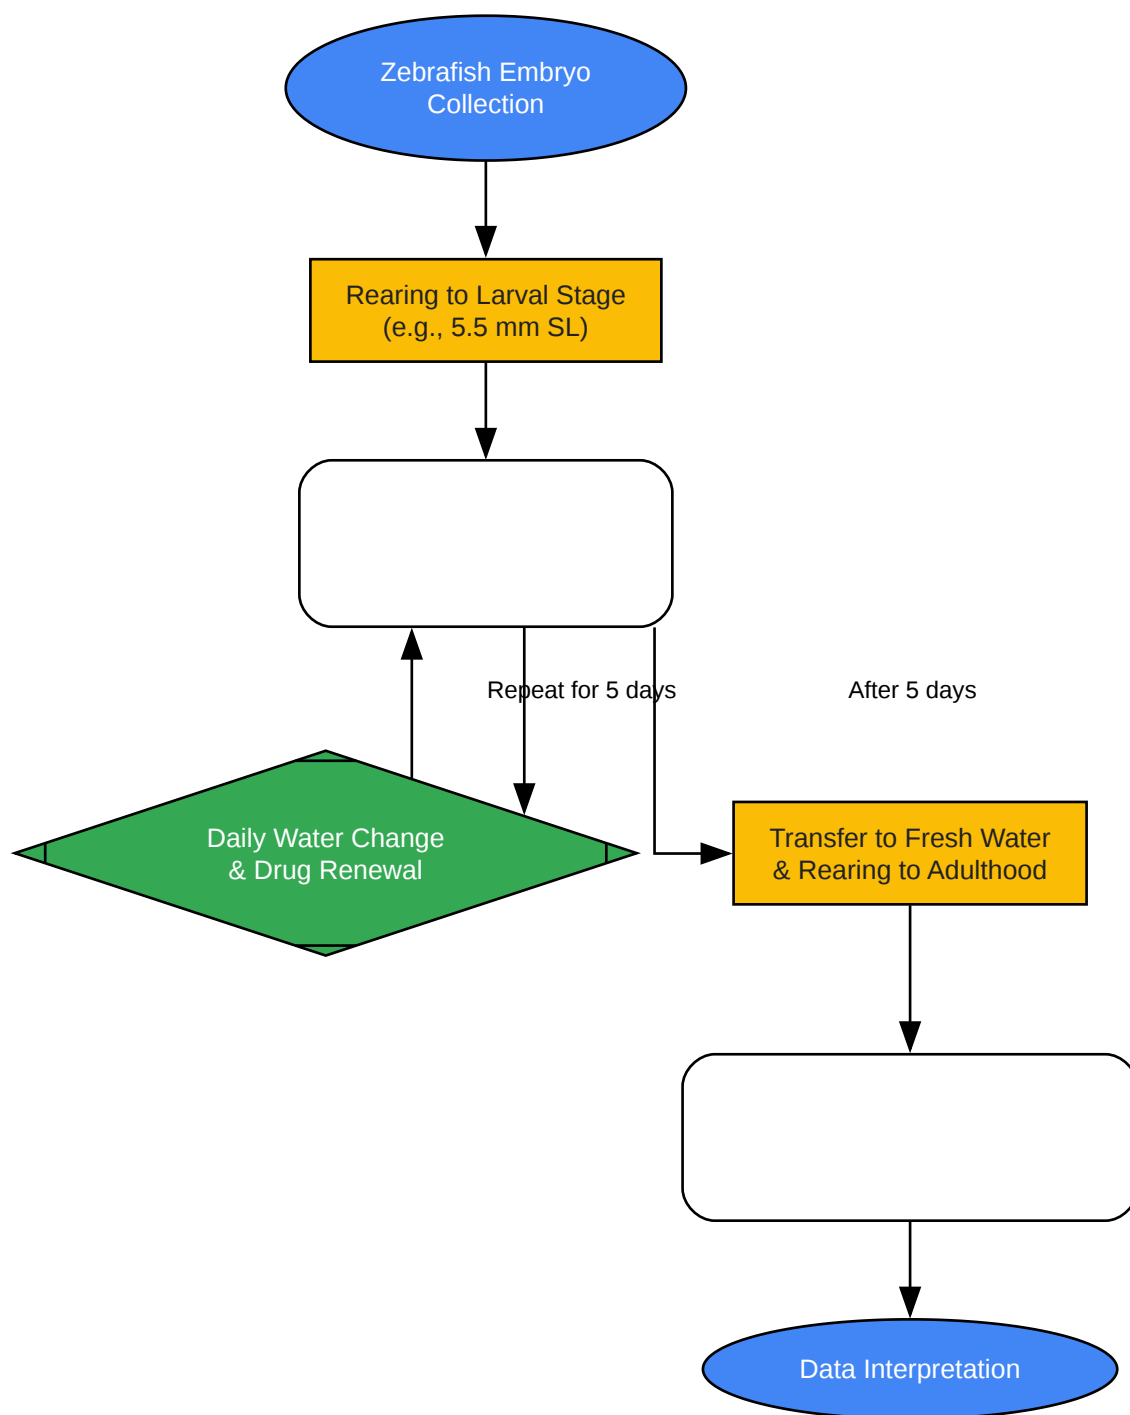 Zebrafish Embryo
Collection
Rearing to Larval Stage
(e.g., 5.5 mm SL)
Repeat for 5 days
After 5 days
Daily Water Change
& Drug Renewal
Transfer to Fresh Water
& Rearing to Adulthood
Data Interpretation